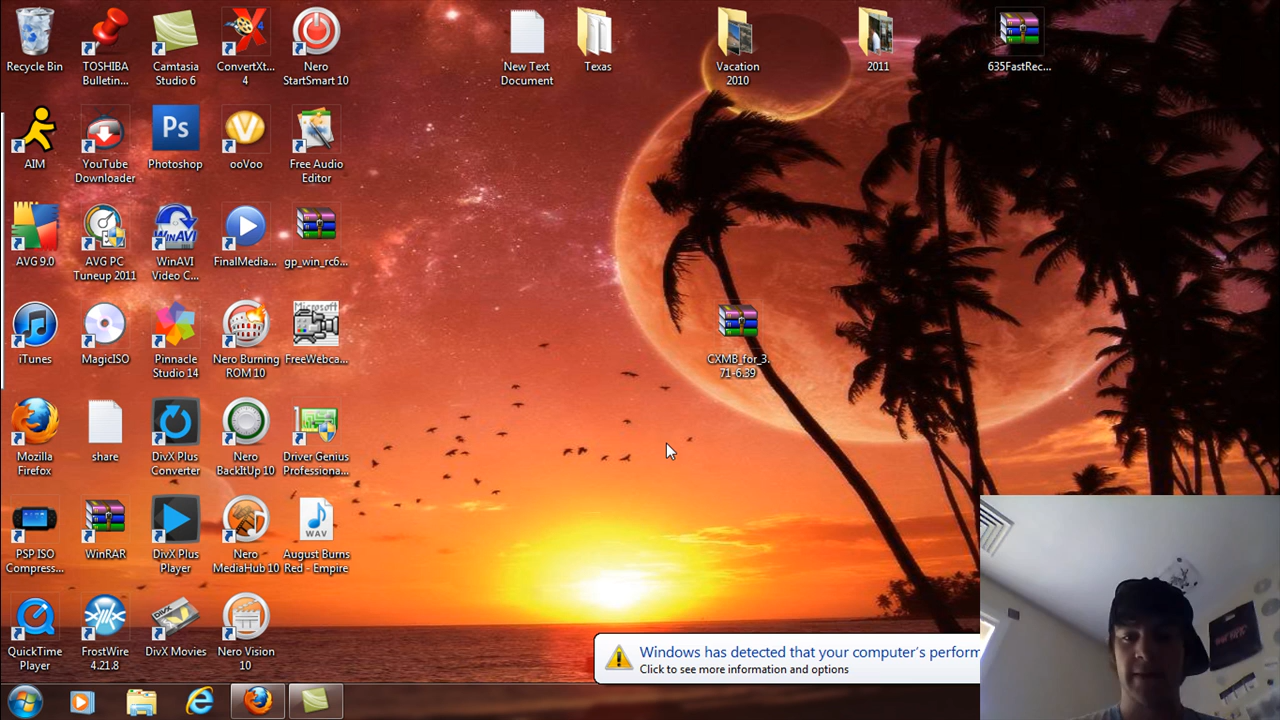 Recycle Bin
TOSHIBA
Bulletin...
Camtasia
Studio 6
ConvertXt...
4
Nero
StartSmart 10
New Text
Document
Texas
Vacation
2010
2011
635FastRec...
AIM
YouTube
Downloader
Ps
Photoshop
ooVoo
Free Audio
Editor
AVG 9.0
AVG PC
Tuneup 2011
WinAVI
WinAVI
Video C...
FinalMedia...
gp_win_rc6...
iTunes
MagicISO
Pinnacle
Studio 14
Nero Burning
ROM 10
Microsoft
FreeWebca...
CXMB_for_3.
71-6.39
Mozilla
Firefox
share
DivX Plus
Converter
Nero
BackItUp 10
Driver Genius
Professiona...
PSP ISO
Compress...
WinRAR
DivX Plus
Player
Nero
MediaHub 10
WAV
August Burns
Red - Empire
QuickTime
Player
FrostWire
4.21.8
DivX Movies
Nero Vision
10
Windows has detected that your computer's perform
Click to see more information and options